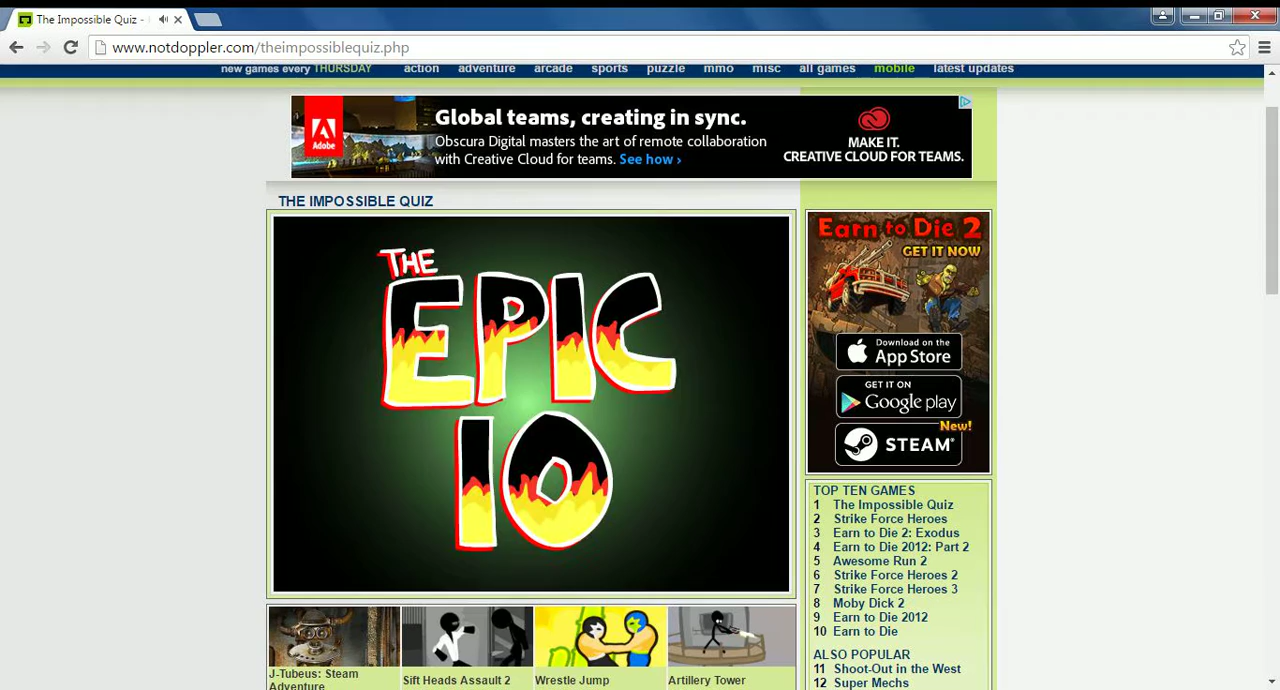 The Impossible Quiz -
www.notdoppler.com/theimpossiblequiz.php
new games every THURSDAY action adventure arcade sports puzzle mmo misc all games mobile latest updates
Adobe
Global teams, creating in sync.
Obscura Digital masters the art of remote collaboration
with Creative Cloud for teams. See how ›
MAKE IT.
CREATIVE CLOUD FOR TEAMS.
THE IMPOSSIBLE QUIZ
THE
EPIC
10
Earn to Die 2
GET IT NOW
Download on the
App Store
GET IT ON
Google play
New!
STEAM
TOP TEN GAMES
1 The Impossible Quiz
2 Strike Force Heroes
3 Earn to Die 2: Exodus
4 Earn to Die 2012: Part 2
5 Awesome Run 2
6 Strike Force Heroes 2
7 Strike Force Heroes 3
8 Moby Dick 2
9 Earn to Die 2012
10 Earn to Die
ALSO POPULAR
11 Shoot-Out in the West
12 Super Mechs
J-Tubeus: Steam
Adventure
Sift Heads Assault 2
Wrestle Jump
Artillery Tower